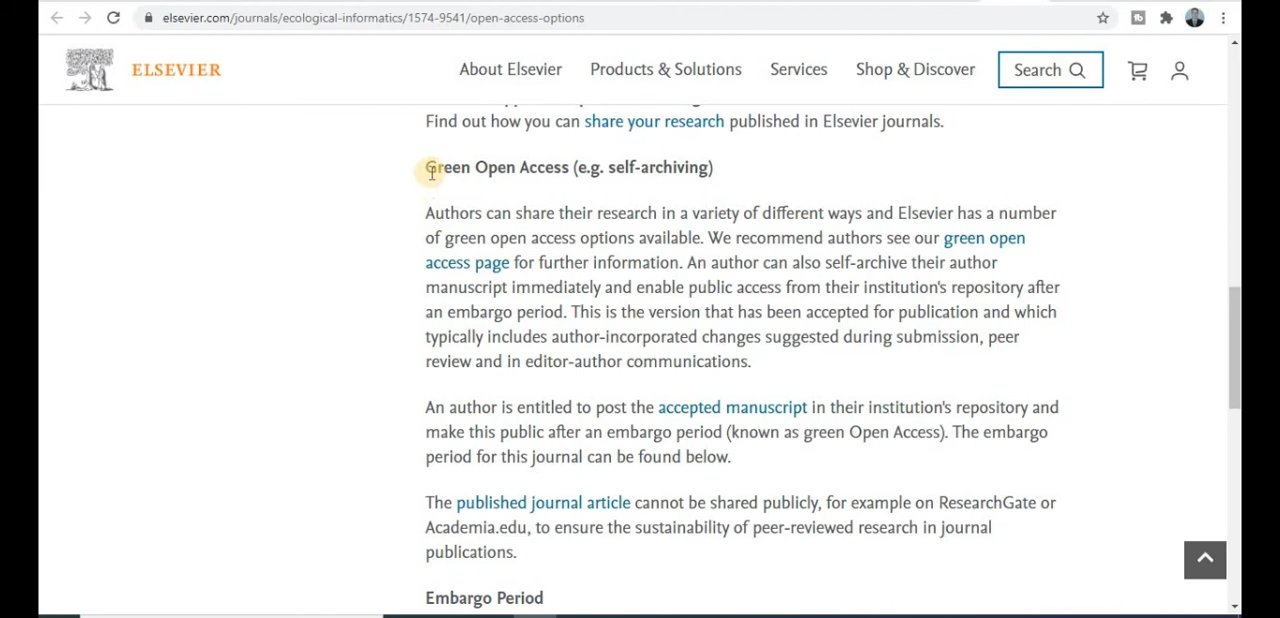 elsevier.com/journals/ecological-informatics/1574-9541/open-access-options
ELSEVIER
About Elsevier Products & Solutions Services Shop & Discover Search
Find out how you can share your research published in Elsevier journals.
Green Open Access (e.g. self-archiving)
Authors can share their research in a variety of different ways and Elsevier has a number
of green open access options available. We recommend authors see our green open
access page for further information. An author can also self-archive their author
manuscript immediately and enable public access from their institution's repository after
an embargo period. This is the version that has been accepted for publication and which
typically includes author-incorporated changes suggested during submission, peer
review and in editor-author communications.
An author is entitled to post the accepted manuscript in their institution's repository and
make this public after an embargo period (known as green Open Access). The embargo
period for this journal can be found below.
The published journal article cannot be shared publicly, for example on ResearchGate or
Academia.edu, to ensure the sustainability of peer-reviewed research in journal
publications.
Embargo Period